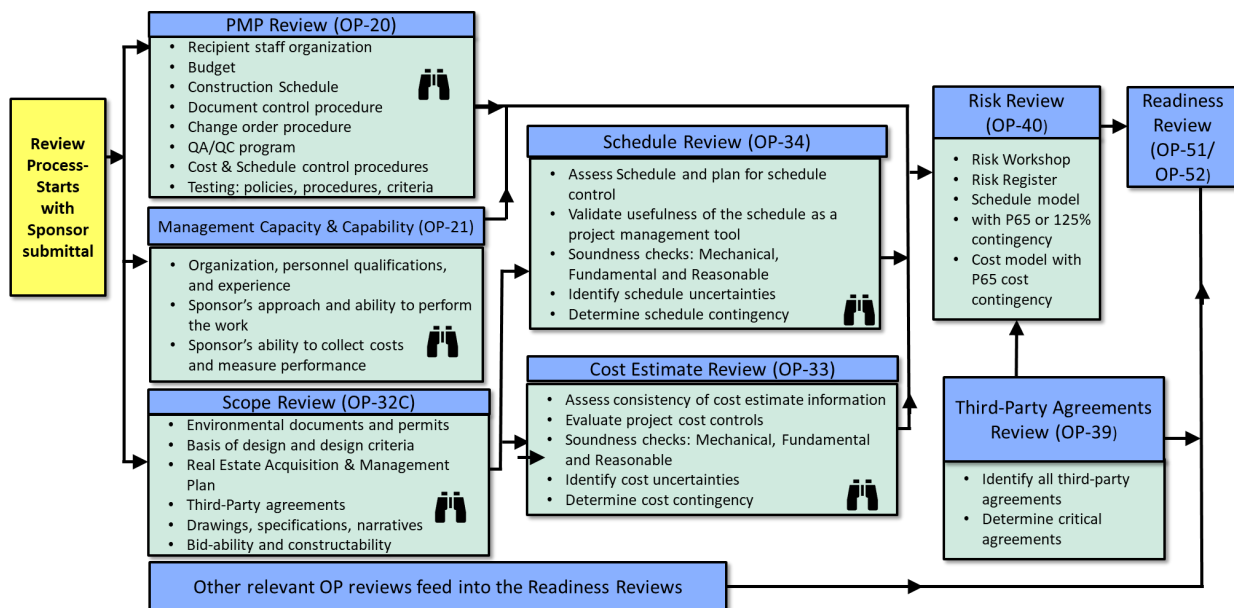 Review
Process-
Starts
with
Sponsor
submittal
PMP Review (OP-20)
• Recipient staff organization
• Budget
• Construction Schedule
• Document control procedure
• Change order procedure
• QA/QC program
• Cost & Schedule control procedures
• Testing: policies, procedures, criteria
Management Capacity & Capability (OP-21)
• Organization, personnel qualifications,
and experience
• Sponsor's approach and ability to perform
the work
• Sponsor's ability to collect costs
and measure performance
Scope Review (OP-32C)
• Environmental documents and permits
• Basis of design and design criteria
• Real Estate Acquisition & Management
Plan
• Third-Party agreements
• Drawings, specifications, narratives
• Bid-ability and constructability
Schedule Review (OP-34)
• Assess Schedule and plan for schedule
control
• Validate usefulness of the schedule as a
project management tool
• Soundness checks: Mechanical,
Fundamental and Reasonable
• Identify schedule uncertainties
• Determine schedule contingency
Cost Estimate Review (OP-33)
• Assess consistency of cost estimate information
• Evaluate project cost controls
• Soundness checks: Mechanical, Fundamental
and Reasonable
• Identify cost uncertainties
• Determine cost contingency
Risk Review
(OP-40)
• Risk Workshop
• Risk Register
• Schedule model
with P65 or 125%
contingency
• Cost model with
P65 cost
contingency
Readiness
Review
(OP-51/
OP-52)
Third-Party Agreements
Review (OP-39)
• Identify all third-party
agreements
• Determine critical
agreements
Other relevant OP reviews feed into the Readiness Reviews